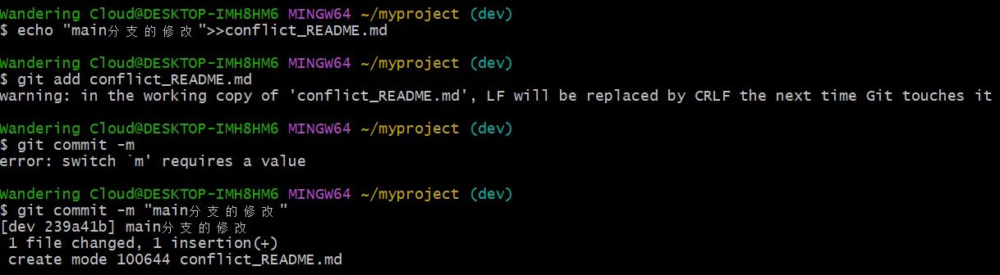 Wandering Cloud@DESKTOP-IMH8HM6 MINGW64 ~/myproject (dev)
$ echo "main分支的修改">>conflict_README.md
Wandering Cloud@DESKTOP-IMH8HM6 MINGW64 ~/myproject (dev)
$ git add conflict_README.md
warning: in the working copy of 'conflict_README.md', LF will be replaced by CRLF the next time Git touches it
Wandering Cloud@DESKTOP-IMH8HM6 MINGW64 ~/myproject (dev)
$ git commit -m
error: switch `m' requires a value
Wandering Cloud@DESKTOP-IMH8HM6 MINGW64 ~/myproject (dev)
$ git commit -m "main分支的修改"
[dev 239a41b] main分支的修改
 1 file changed, 1 insertion(+)
 create mode 100644 conflict_README.md